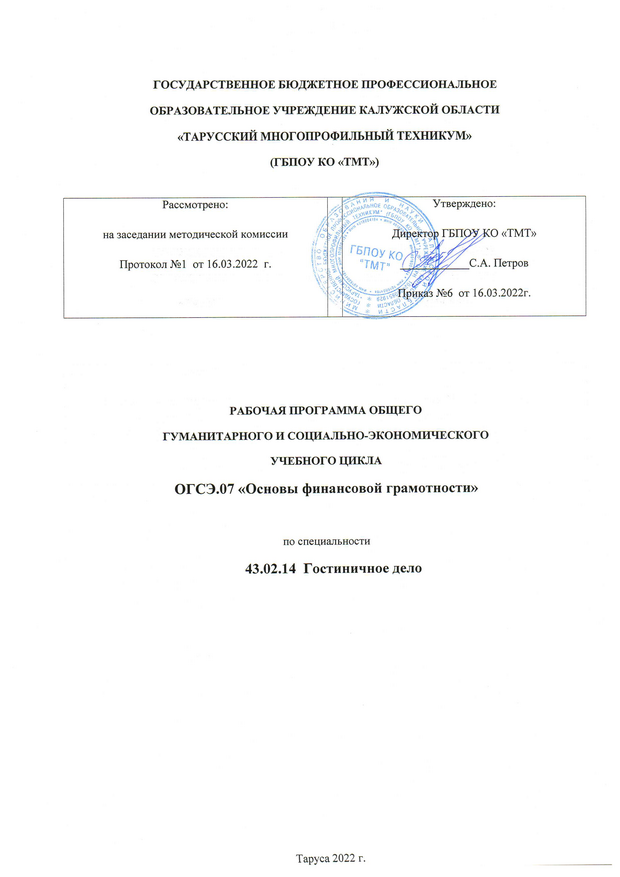 ГОСУДАРСТВЕННОЕ БЮДЖЕТНОЕ ПРОФЕССИОНАЛЬНОЕ
ОБРАЗОВАТЕЛЬНОЕ УЧРЕЖДЕНИЕ КАЛУЖСКОЙ ОБЛАСТИ
«ТАРУССКИЙ МНОГОПРОФИЛЬНЫЙ ТЕХНИКУМ»
(ГБПОУ КО «ТМТ»)
Рассмотрено:
на заседании методической комиссии
Протокол №1 от 16.03.2022 г.
Утверждено:
Директор ГБПОУ КО «ТМТ»
С.А. Петров
Приказ №6 от 16.03.2022г.
ГБПОУ КО
"ТМТ"
РАБОЧАЯ ПРОГРАММА ОБЩЕГО
ГУМАНИТАРНОГО И СОЦИАЛЬНО-ЭКОНОМИЧЕСКОГО
УЧЕБНОГО ЦИКЛА
ОГСЭ.07 «Основы финансовой грамотности»
по специальности
43.02.14 Гостиничное дело
Таруса 2022 г.